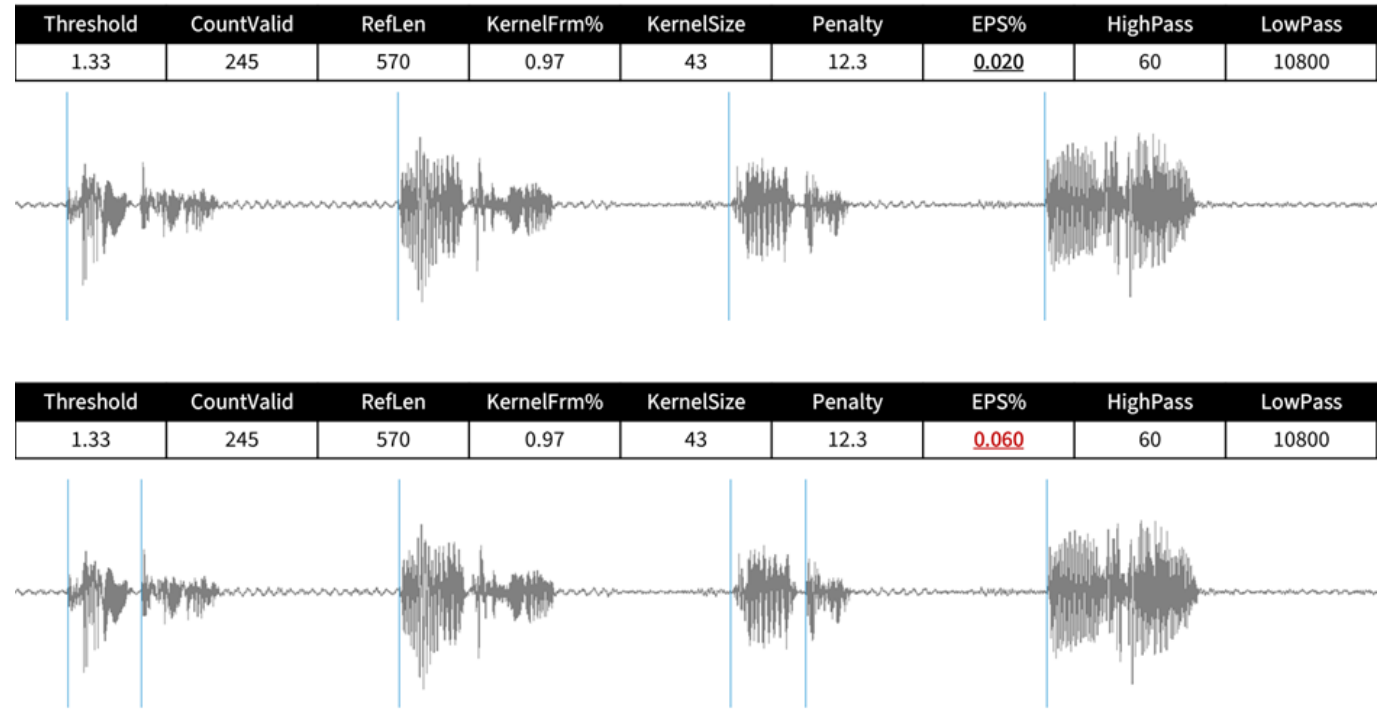 Threshold CountValid RefLen KernelFrm% KernelSize Penalty EPS% HighPass LowPass
1.33 245 570 0.97 43 12.3 0.020 60 10800
Threshold CountValid RefLen KernelFrm% KernelSize Penalty EPS% HighPass LowPass
1.33 245 570 0.97 43 12.3 0.060 60 10800